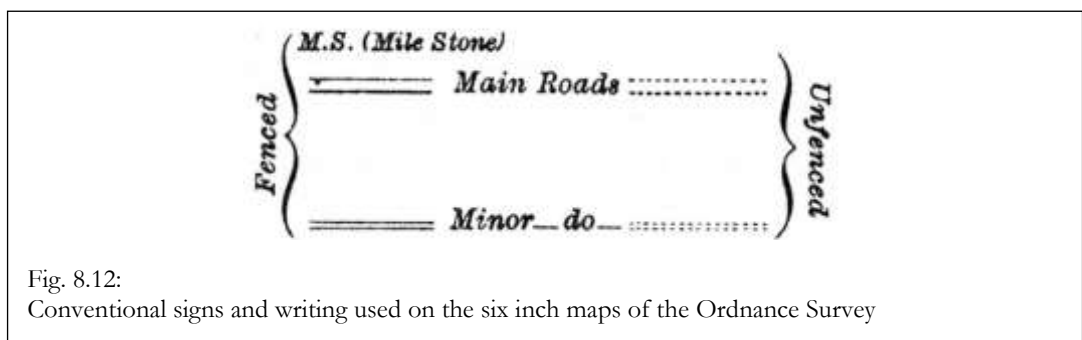 M.S. (Mile Stone)
Fenced
Main Roads
Unfenced
Minor do
Fig. 8.12:
Conventional signs and writing used on the six inch maps of the Ordnance Survey